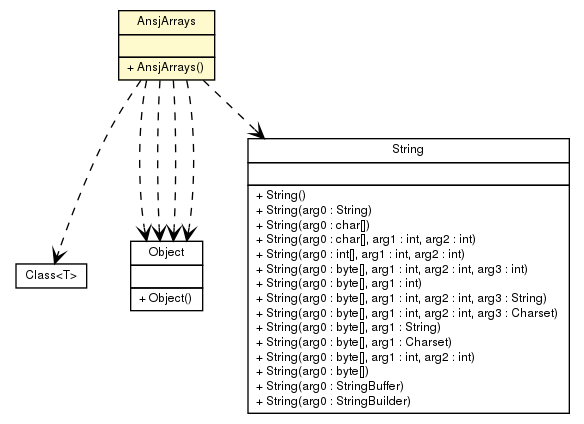 AnsjArrays
+ AnsjArrays()
String
+ String()
+ String(arg0 : String)
+ String(arg0 : char[])
+ String(arg0 : char[], arg1 : int, arg2 : int)
+ String(arg0 : int[], arg1 : int, arg2 : int)
+ String(arg0 : byte[], arg1 : int, arg2 : int, arg3 : int)
+ String(arg0 : byte[], arg1 : int)
+ String(arg0 : byte[], arg1 : int, arg2 : int, arg3 : String)
+ String(arg0 : byte[], arg1 : int, arg2 : int, arg3 : Charset)
+ String(arg0 : byte[], arg1 : String)
+ String(arg0 : byte[], arg1 : Charset)
+ String(arg0 : byte[], arg1 : int, arg2 : int)
+ String(arg0 : byte[])
+ String(arg0 : StringBuffer)
+ String(arg0 : StringBuilder)
Object
+ Object()
Class<T>